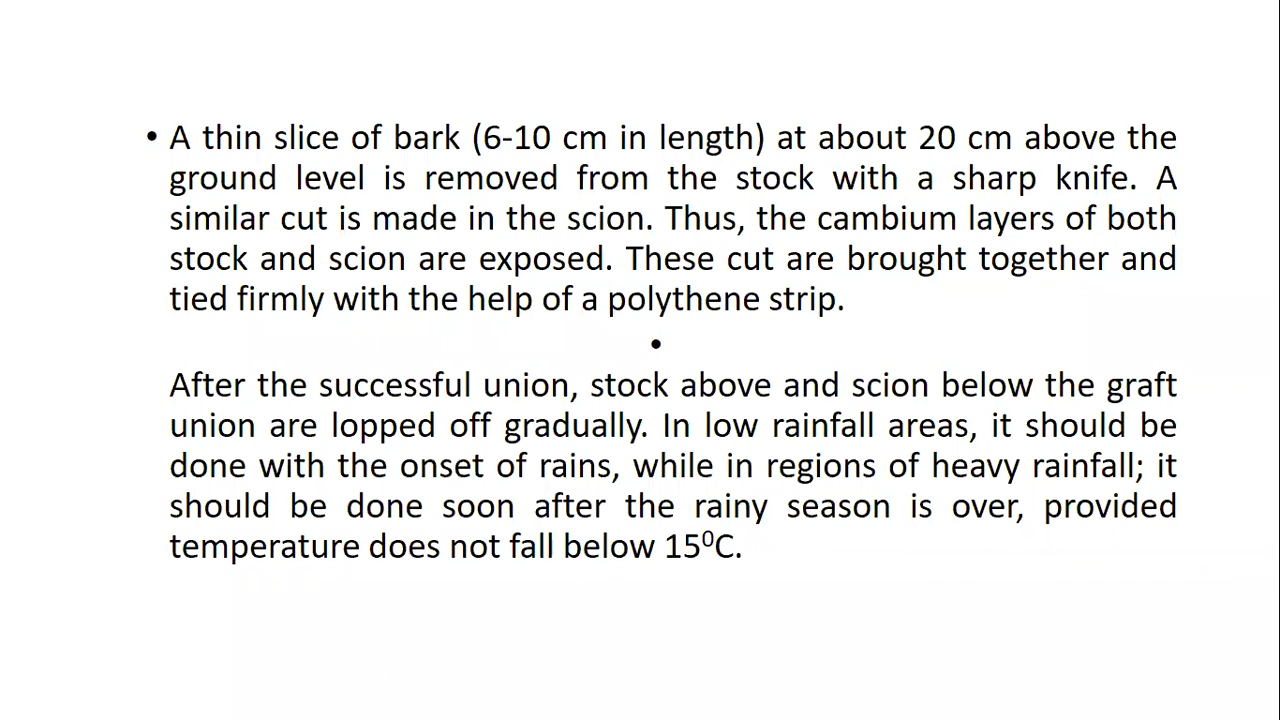 • A thin slice of bark (6-10 cm in length) at about 20 cm above the
ground level is removed from the stock with a sharp knife. A
similar cut is made in the scion. Thus, the cambium layers of both
stock and scion are exposed. These cut are brought together and
tied firmly with the help of a polythene strip.
•
After the successful union, stock above and scion below the graft
union are lopped off gradually. In low rainfall areas, it should be
done with the onset of rains, while in regions of heavy rainfall; it
should be done soon after the rainy season is over, provided
temperature does not fall below 15⁰C.